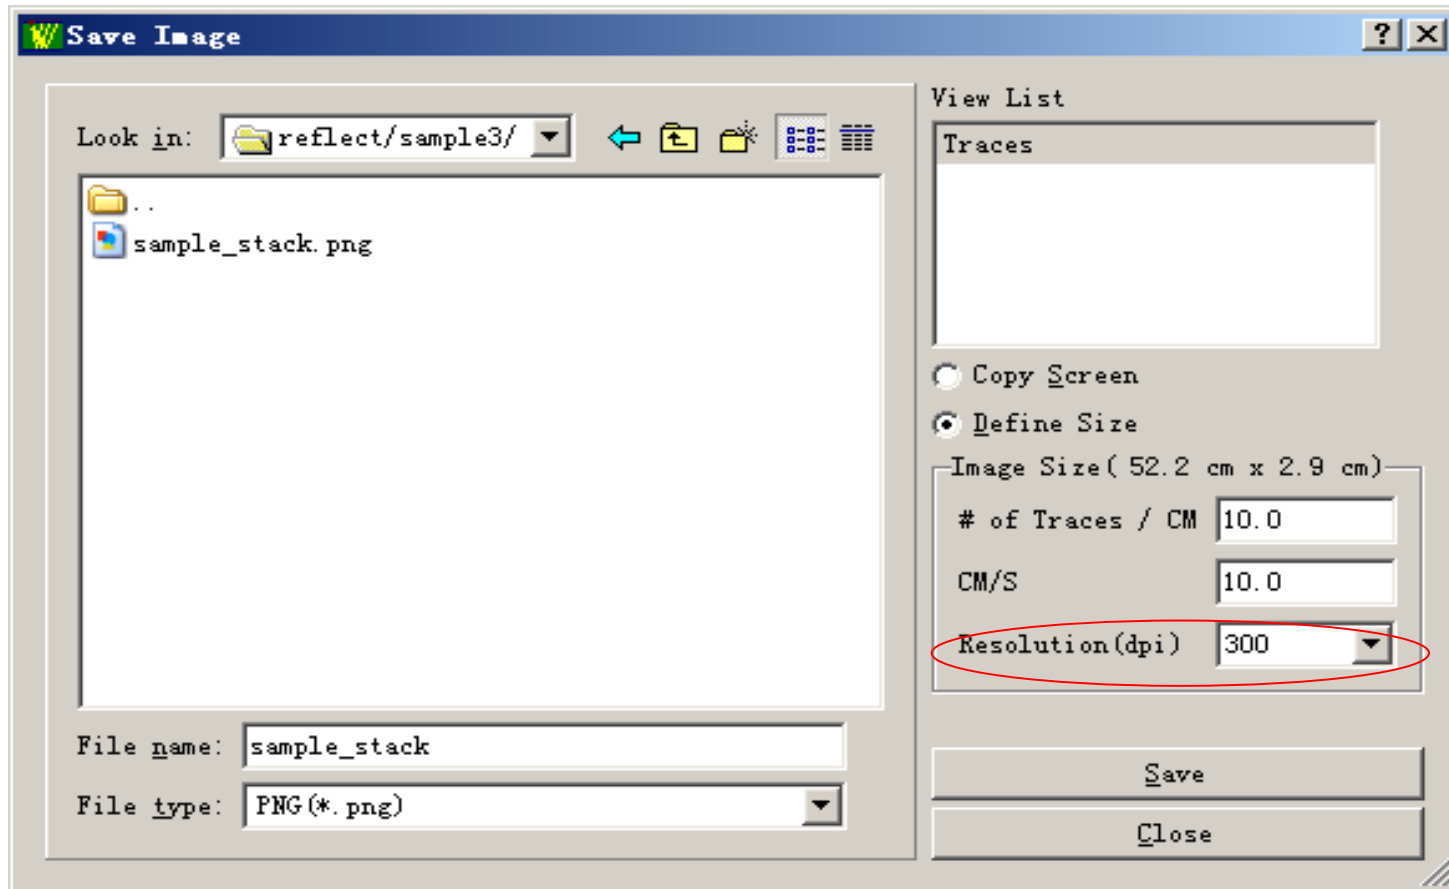 Save Image
Look in: reflect/sample3/
..
sample_stack.png
File name: sample_stack
File type: PNG(*.png)
View List
Traces
Copy Screen
Define Size
Image Size( 52.2 cm x 2.9 cm)
# of Traces / CM 10.0
CM/S 10.0
Resolution(dpi) 300
Save
Close